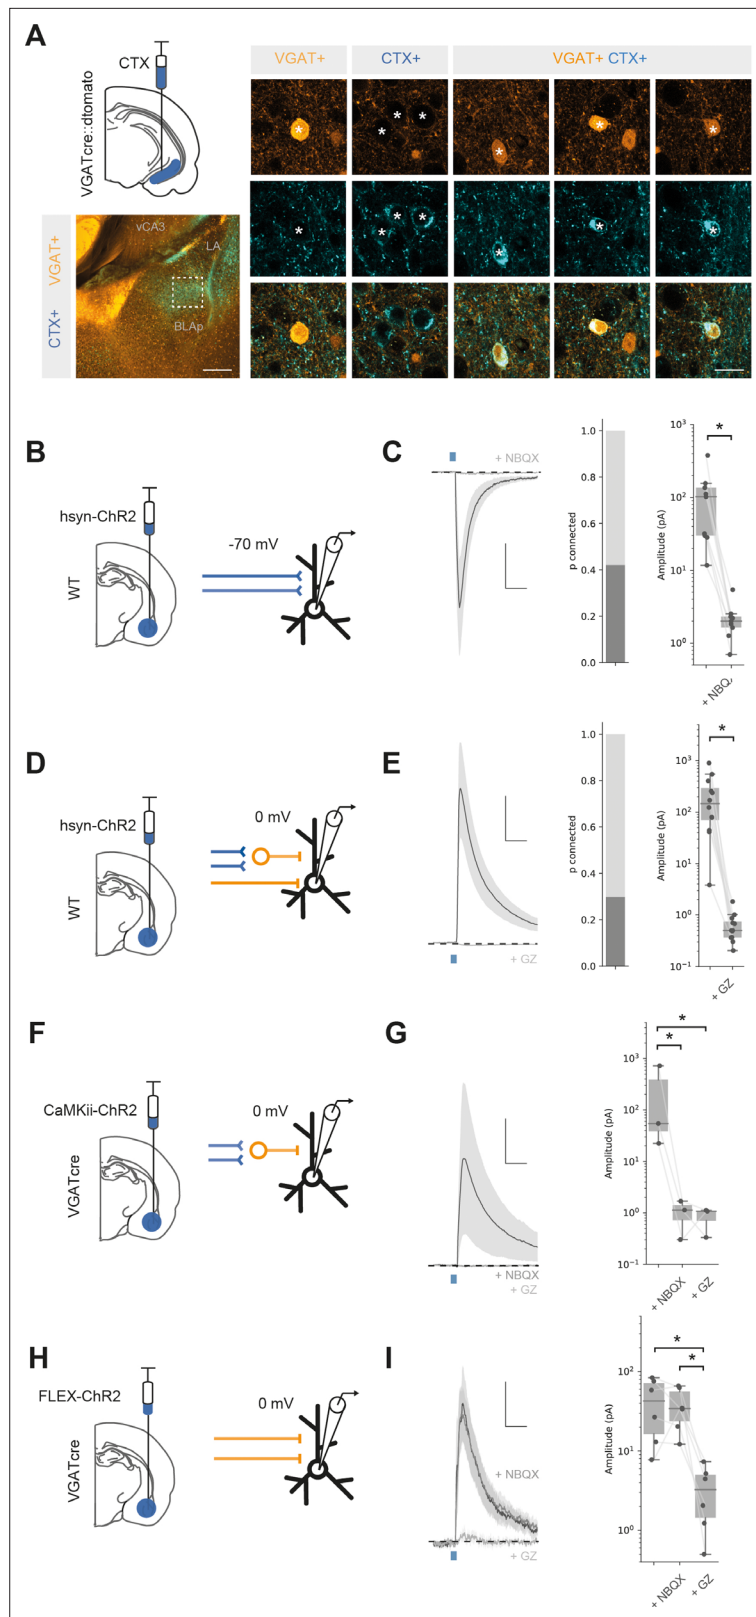 A
CTX
VGATcre::dtomato
VGAT+
CTX+
VGAT+ CTX+
*
*
*
*
*
*
*
*
*
*
*
*
*
*
CTX+ VGAT+
vCA3
LA
BLAp
B
hsyn-ChR2
WT
-70 mV
C
+ NBQX
p connected
1.0
0.8
0.6
0.4
0.2
0.0
Amplitude (pA)
10³
10²
10¹
10⁰
*
+ NBQ
D
hsyn-ChR2
WT
0 mV
E
+ GZ
p connected
1.0
0.8
0.6
0.4
0.2
0.0
Amplitude (pA)
10³
10²
10¹
10⁰
10⁻¹
*
+ GZ
F
CaMKii-ChR2
VGATcre
0 mV
G
+ NBQX
+ GZ
Amplitude (pA)
10³
10²
10¹
10⁰
10⁻¹
*
*
+ NBQX
+ GZ
H
FLEX-ChR2
VGATcre
0 mV
I
+ NBQX
+ GZ
Amplitude (pA)
10²
10¹
10⁰
*
*
+ NBQX
+ GZ